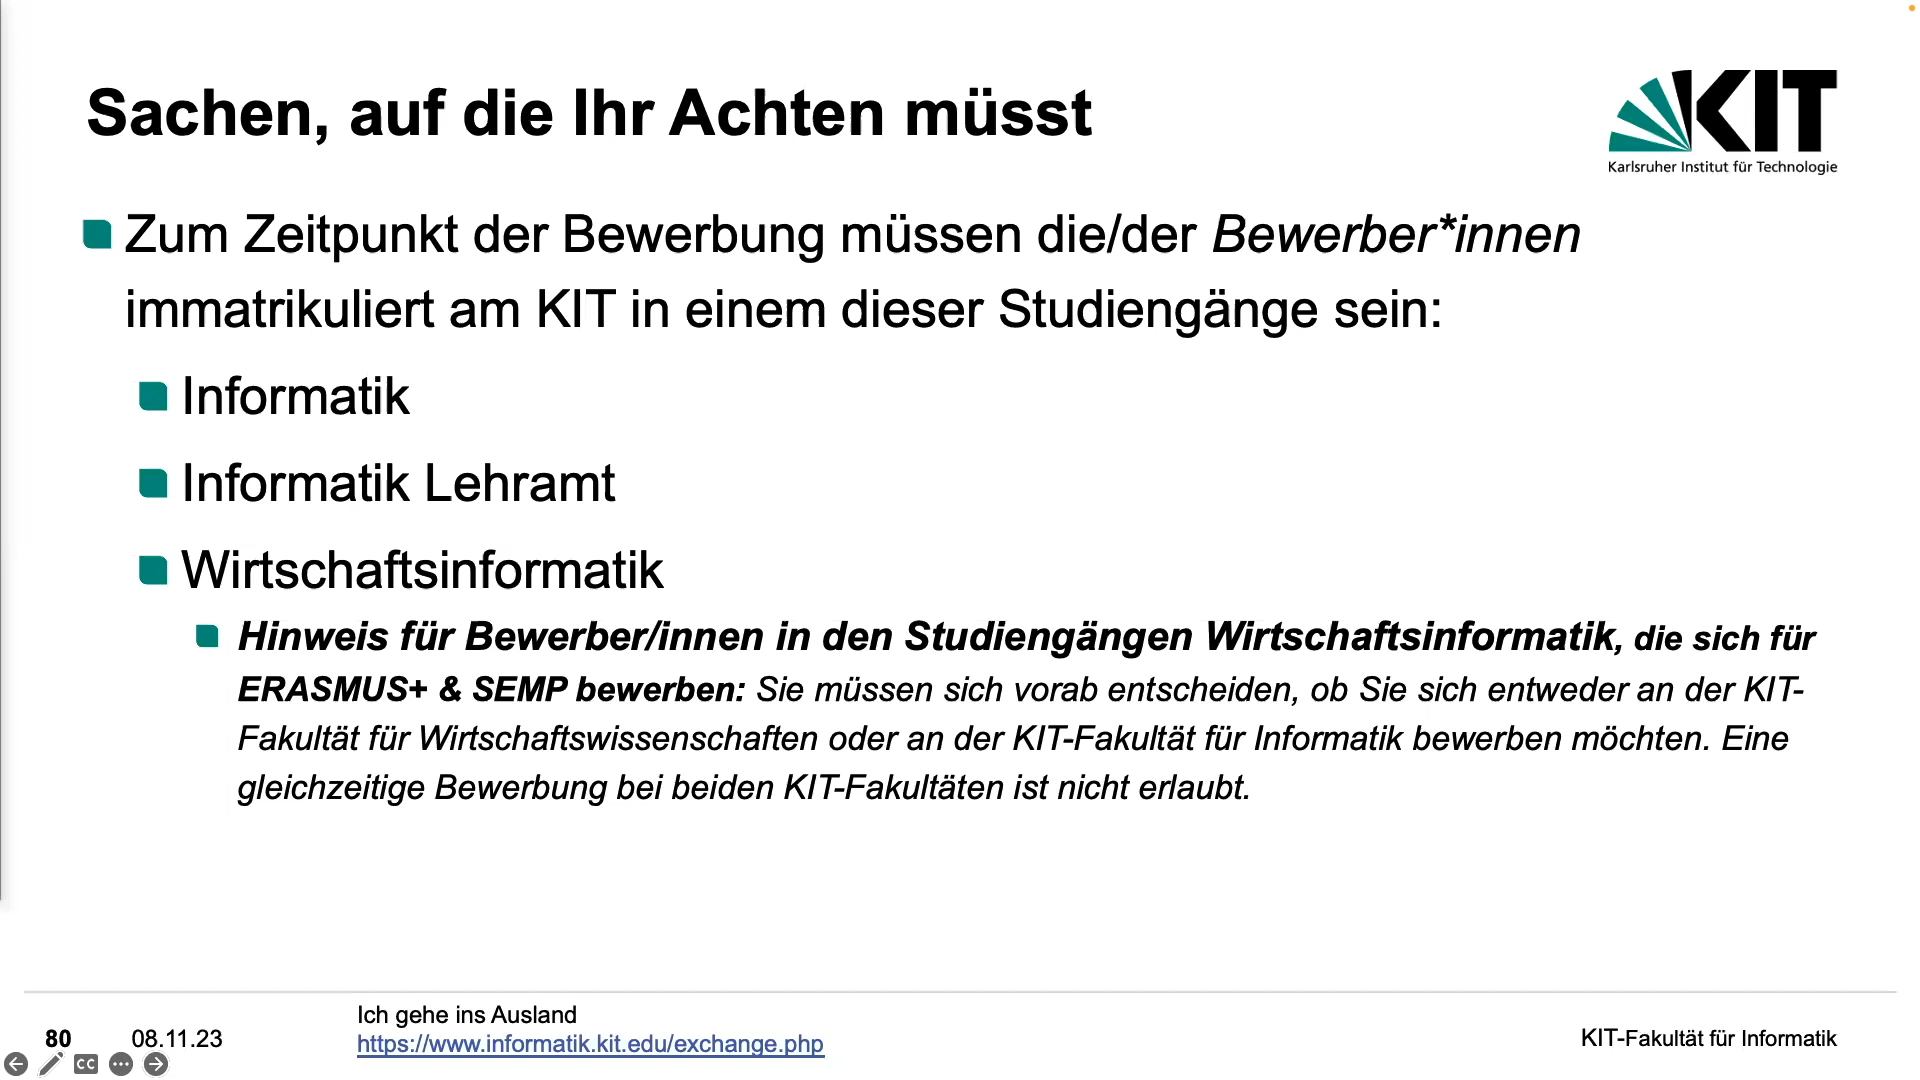 Sachen, auf die Ihr Achten müsst
KIT
Karlsruher Institut für Technologie
Zum Zeitpunkt der Bewerbung müssen die/der Bewerber*innen
immatrikuliert am KIT in einem dieser Studiengänge sein:
Informatik
Informatik Lehramt
Wirtschaftsinformatik
Hinweis für Bewerber/innen in den Studiengängen Wirtschaftsinformatik, die sich für
ERASMUS+ & SEMP bewerben: Sie müssen sich vorab entscheiden, ob Sie sich entweder an der KIT-
Fakultät für Wirtschaftswissenschaften oder an der KIT-Fakultät für Informatik bewerben möchten. Eine
gleichzeitige Bewerbung bei beiden KIT-Fakultäten ist nicht erlaubt.
80
08.11.23
Ich gehe ins Ausland
https://www.informatik.kit.edu/exchange.php
KIT-Fakultät für Informatik
CC